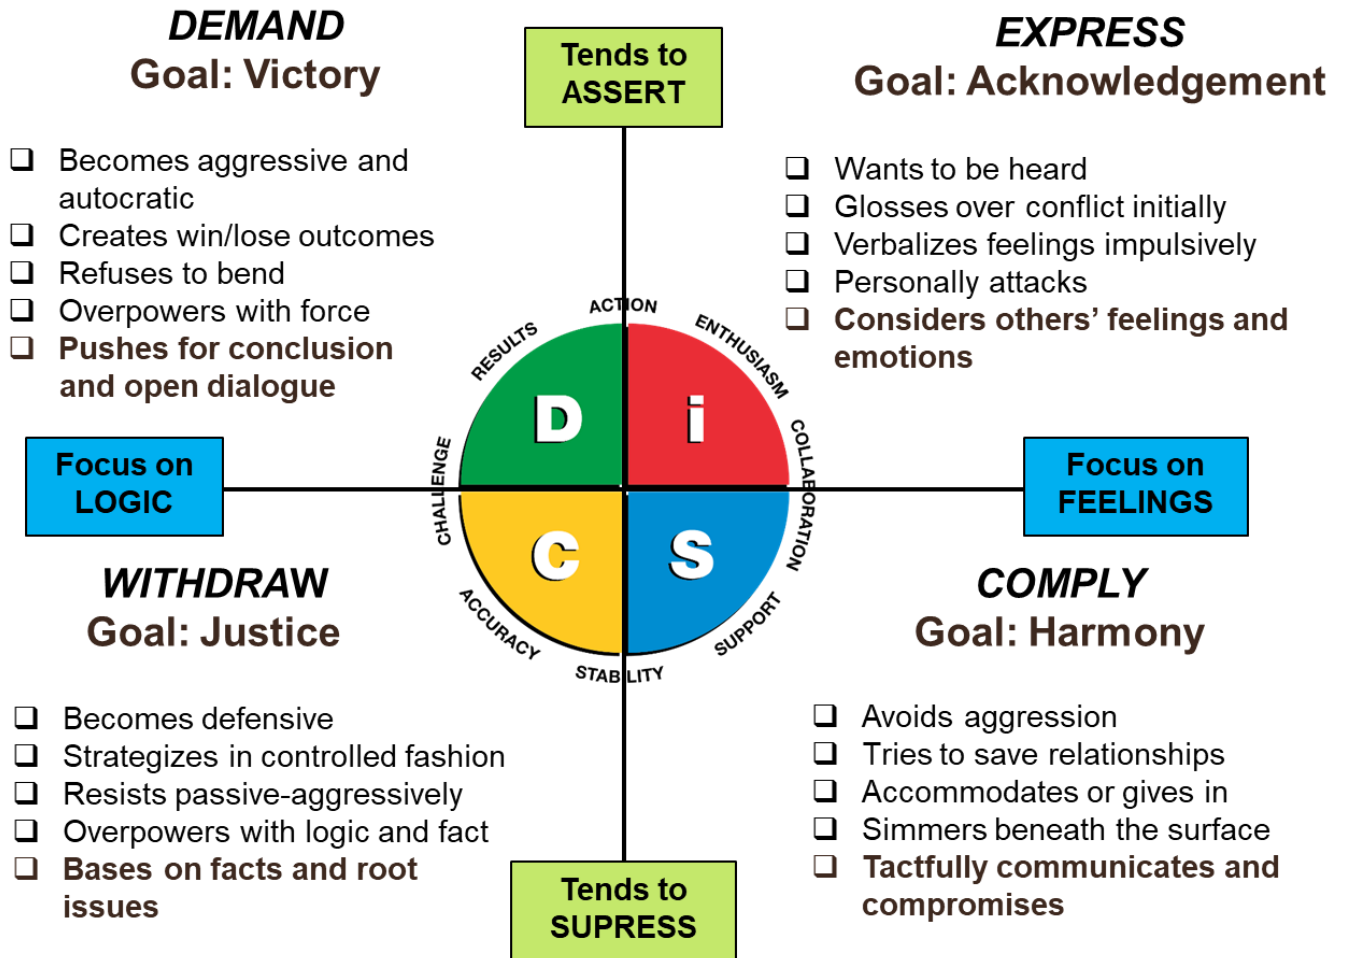 DEMAND
Goal: Victory
❑ Becomes aggressive and
autocratic
❑ Creates win/lose outcomes
❑ Refuses to bend
❑ Overpowers with force
❑ Pushes for conclusion
and open dialogue
Tends to
ASSERT
EXPRESS
Goal: Acknowledgement
❑ Wants to be heard
❑ Glosses over conflict initially
❑ Verbalizes feelings impulsively
❑ Personally attacks
❑ Considers others’ feelings and
emotions
Focus on
LOGIC
ACTION
ENTHUSIASM
COLLABORATION
SUPPORT
STABILITY
ACCURACY
CHALLENGE
RESULTS
D
i
C
S
Focus on
FEELINGS
WITHDRAW
Goal: Justice
❑ Becomes defensive
❑ Strategizes in controlled fashion
❑ Resists passive-aggressively
❑ Overpowers with logic and fact
❑ Bases on facts and root
issues
Tends to
SUPRESS
COMPLY
Goal: Harmony
❑ Avoids aggression
❑ Tries to save relationships
❑ Accommodates or gives in
❑ Simmers beneath the surface
❑ Tactfully communicates and
compromises